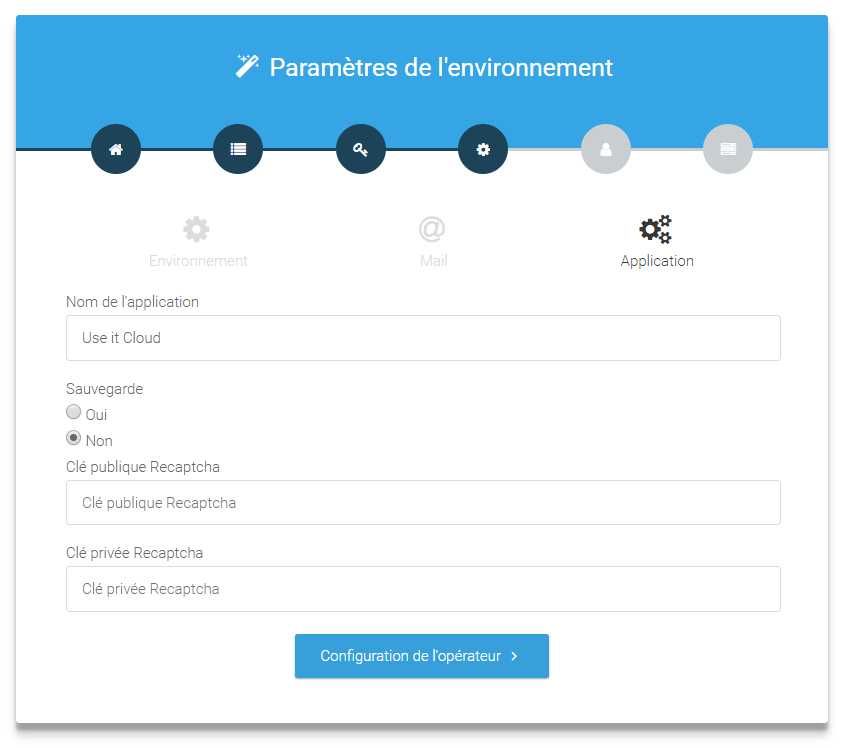 Paramètres de l'environnement
Environnement
Mail
Application
Nom de l'application
Use it Cloud
Sauvegarde
Oui
Non
Clé publique Recaptcha
Clé publique Recaptcha
Clé privée Recaptcha
Clé privée Recaptcha
Configuration de l'opérateur